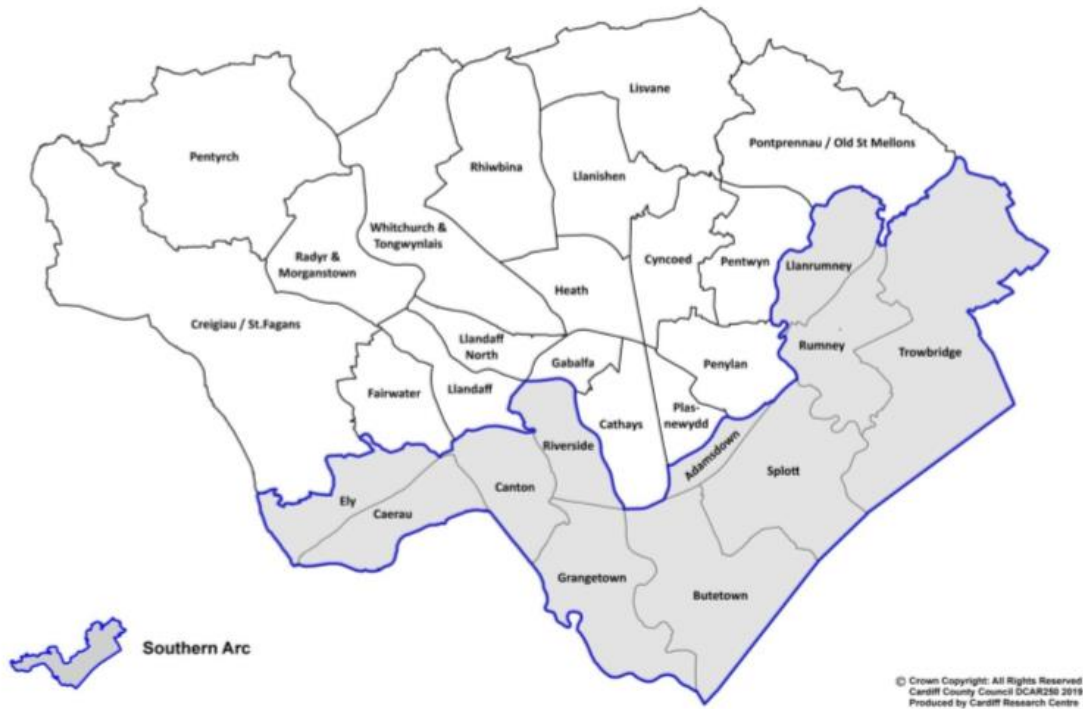 Lisvane
Pontprennau / Old St Mellons
Pentyrch
Rhiwbina
Llanishen
Whitchurch &
Tongwynlais
Radyr &
Morganstown
Cyncoed
Pentwyn
Llanrumney
Heath
Creigiau / St.Fagans
Llandaff
North
Rumney
Trowbridge
Gabalfa
Penylan
Fairwater
Llandaff
Cathays
Plas-
newydd
Riverside
Adamsdown
Splott
Canton
Ely
Caerau
Grangetown
Butetown
Southern Arc
© Crown Copyright: All Rights Reserved
Cardiff County Council DCAR250 2019
Produced by Cardiff Research Centre